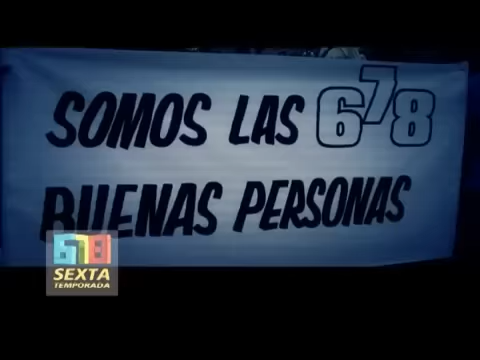 SOMOS LAS 678
BUENAS PERSONAS
678
SEXTA
TEMPORADA